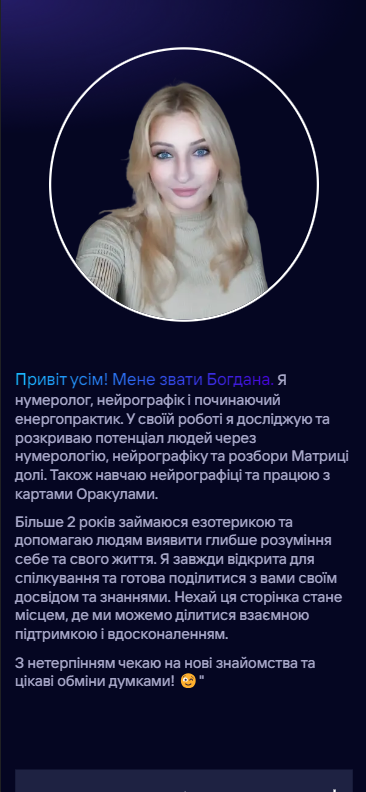 Привіт усім! Мене звати Богдана. Я
нумеролог, нейрографік і починаючий
енергопрактик. У своїй роботі я досліджую та
розкриваю потенціал людей через
нумерологію, нейрографіку та розбори Матриці
долі. Також навчаю нейрографіці та працюю з
картами Оракулами.
Більше 2 років займаюся езотерикою та
допомагаю людям виявити глибше розуміння
себе та свого життя. Я завжди відкрита для
спілкування та готова поділитися з вами своїм
досвідом та знаннями. Нехай ця сторінка стане
місцем, де ми можемо ділитися взаємною
підтримкою і вдосконаленням.
З нетерпінням чекаю на нові знайомства та
цікаві обміни думками! 😉 "